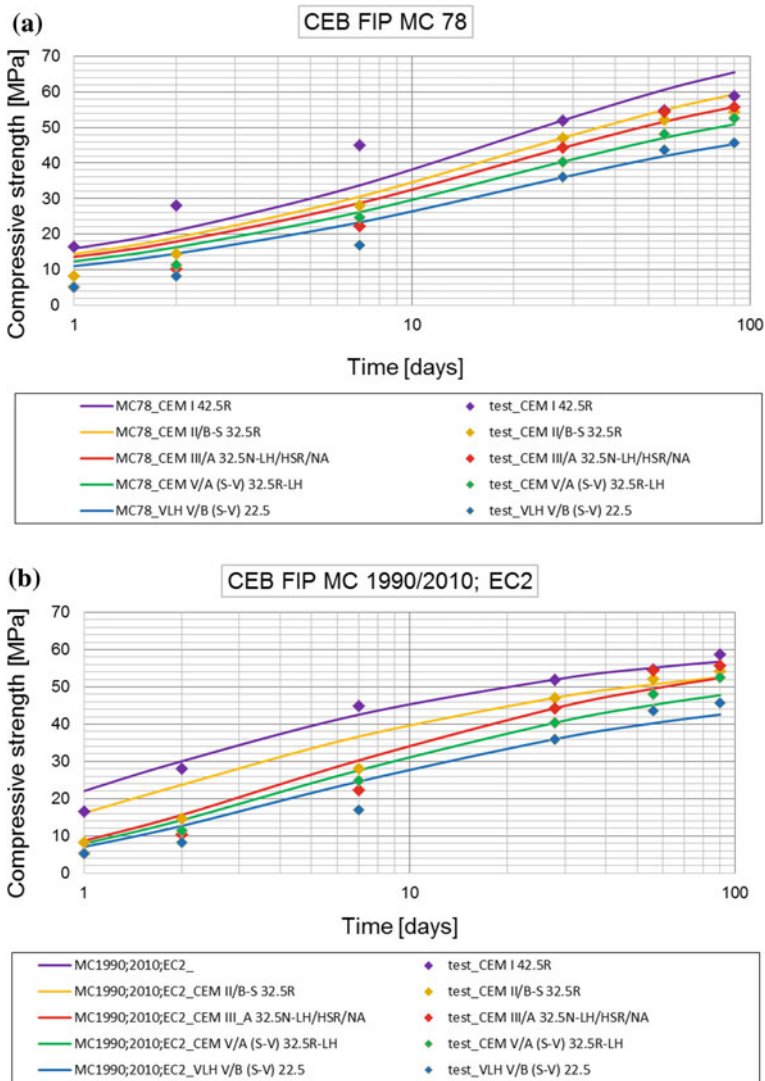 (a)
CEB FIP MC 78
Compressive strength [MPa]
70
60
50
40
30
20
10
0
1
10
100
Time [days]
MC78_CEM I 42.5R
test_CEM I 42.5R
MC78_CEM II/B-S 32.5R
test_CEM II/B-S 32.5R
MC78_CEM III/A 32.5N-LH/HSR/NA
test_CEM III/A 32.5N-LH/HSR/NA
MC78_CEM V/A (S-V) 32.5R-LH
test_CEM V/A (S-V) 32.5R-LH
MC78_VLH V/B (S-V) 22.5
test_VLH V/B (S-V) 22.5
(b)
CEB FIP MC 1990/2010; EC2
Compressive strength [MPa]
70
60
50
40
30
20
10
0
1
10
100
Time [days]
MC1990;2010;EC2_
test_CEM I 42.5R
MC1990;2010;EC2_CEM II/B-S 32.5R
test_CEM II/B-S 32.5R
MC1990;2010;EC2_CEM III_A 32.5N-LH/HSR/NA
test_CEM III/A 32.5N-LH/HSR/NA
MC1990;2010;EC2_CEM V/A (S-V) 32.5R-LH
test_CEM V/A (S-V) 32.5R-LH
MC1990;2010;EC2_VLH V/B (S-V) 22.5
test_VLH V/B (S-V) 22.5